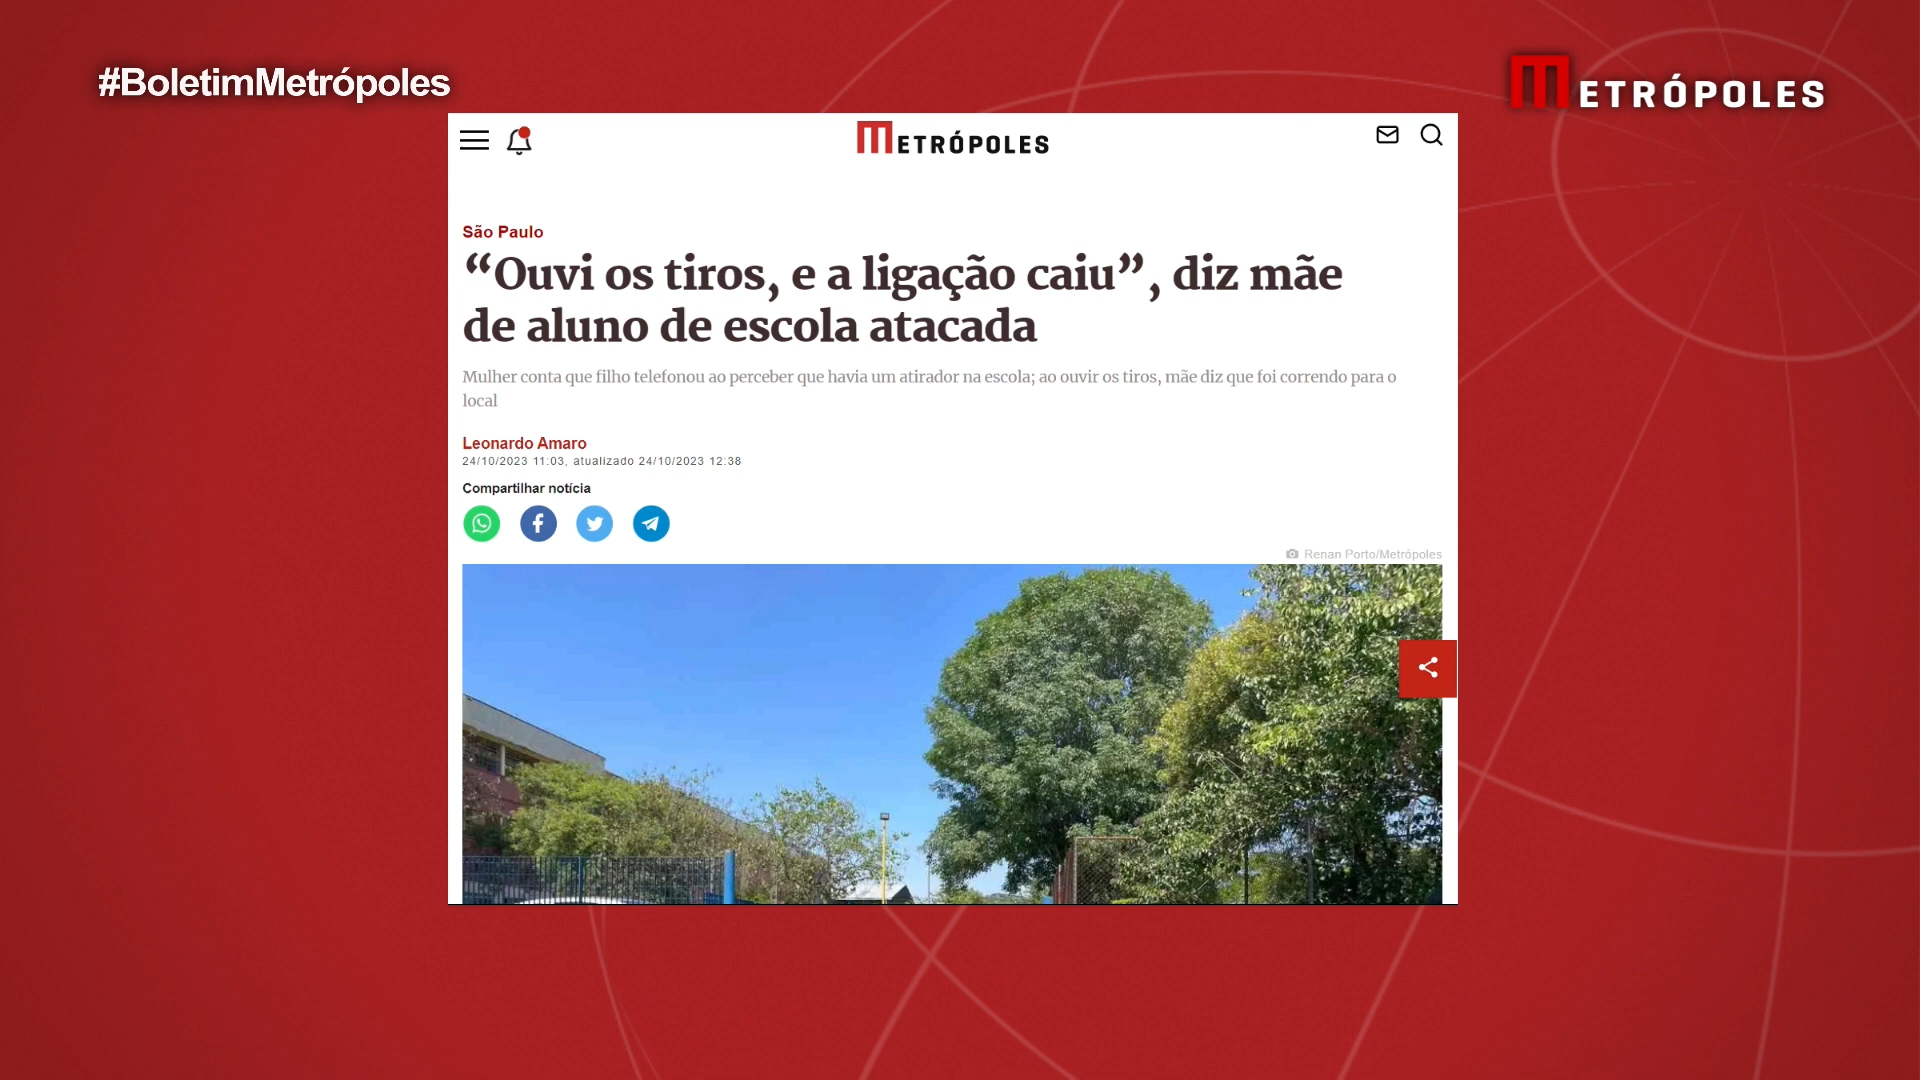 #BoletimMetrópoles
METRÓPOLES
METRÓPOLES
São Paulo
“Ouvi os tiros, e a ligação caiu”, diz mãe
de aluno de escola atacada
Mulher conta que filho telefonou ao perceber que havia um atirador na escola; ao ouvir os tiros, mãe diz que foi correndo para o
local
Leonardo Amaro
24/10/2023 11:03, atualizado 24/10/2023 12:38
Compartilhar notícia
Renan Porto/Metrópoles